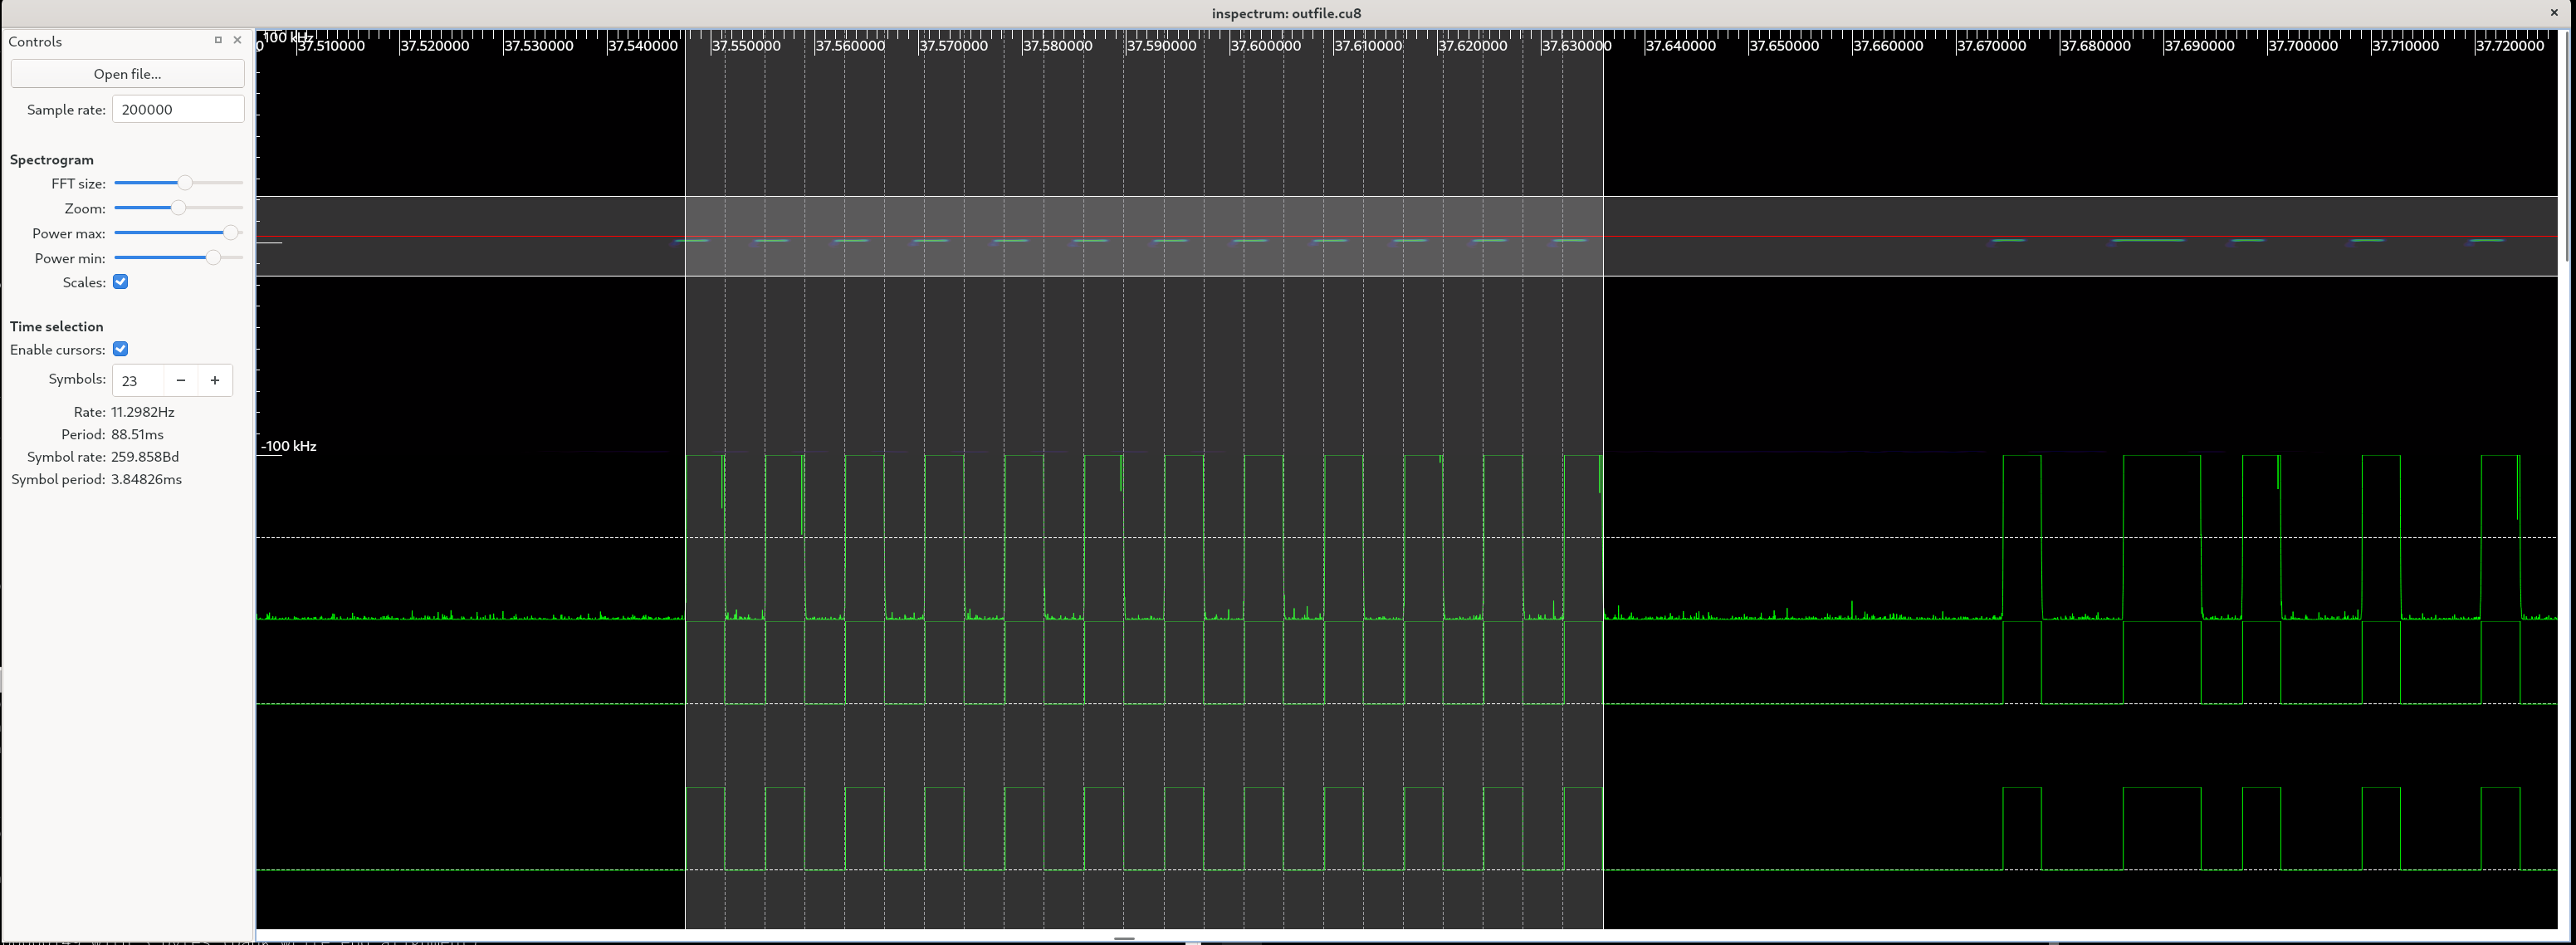 inspectrum: outfile.cu8
Controls
Open file...
Sample rate: 200000
Spectrogram
FFT size:
Zoom:
Power max:
Power min:
Scales:
Time selection
Enable cursors:
Symbols: 23
Rate: 11.2982Hz
Period: 88.51ms
Symbol rate: 259.858Bd
Symbol period: 3.84826ms
100 kHz
0 37.510000 37.520000 37.530000 37.540000 37.550000 37.560000 37.570000 37.580000 37.590000 37.600000 37.610000 37.620000 37.630000 37.640000 37.650000 37.660000 37.670000 37.680000 37.690000 37.700000 37.710000 37.720000
-100 kHz